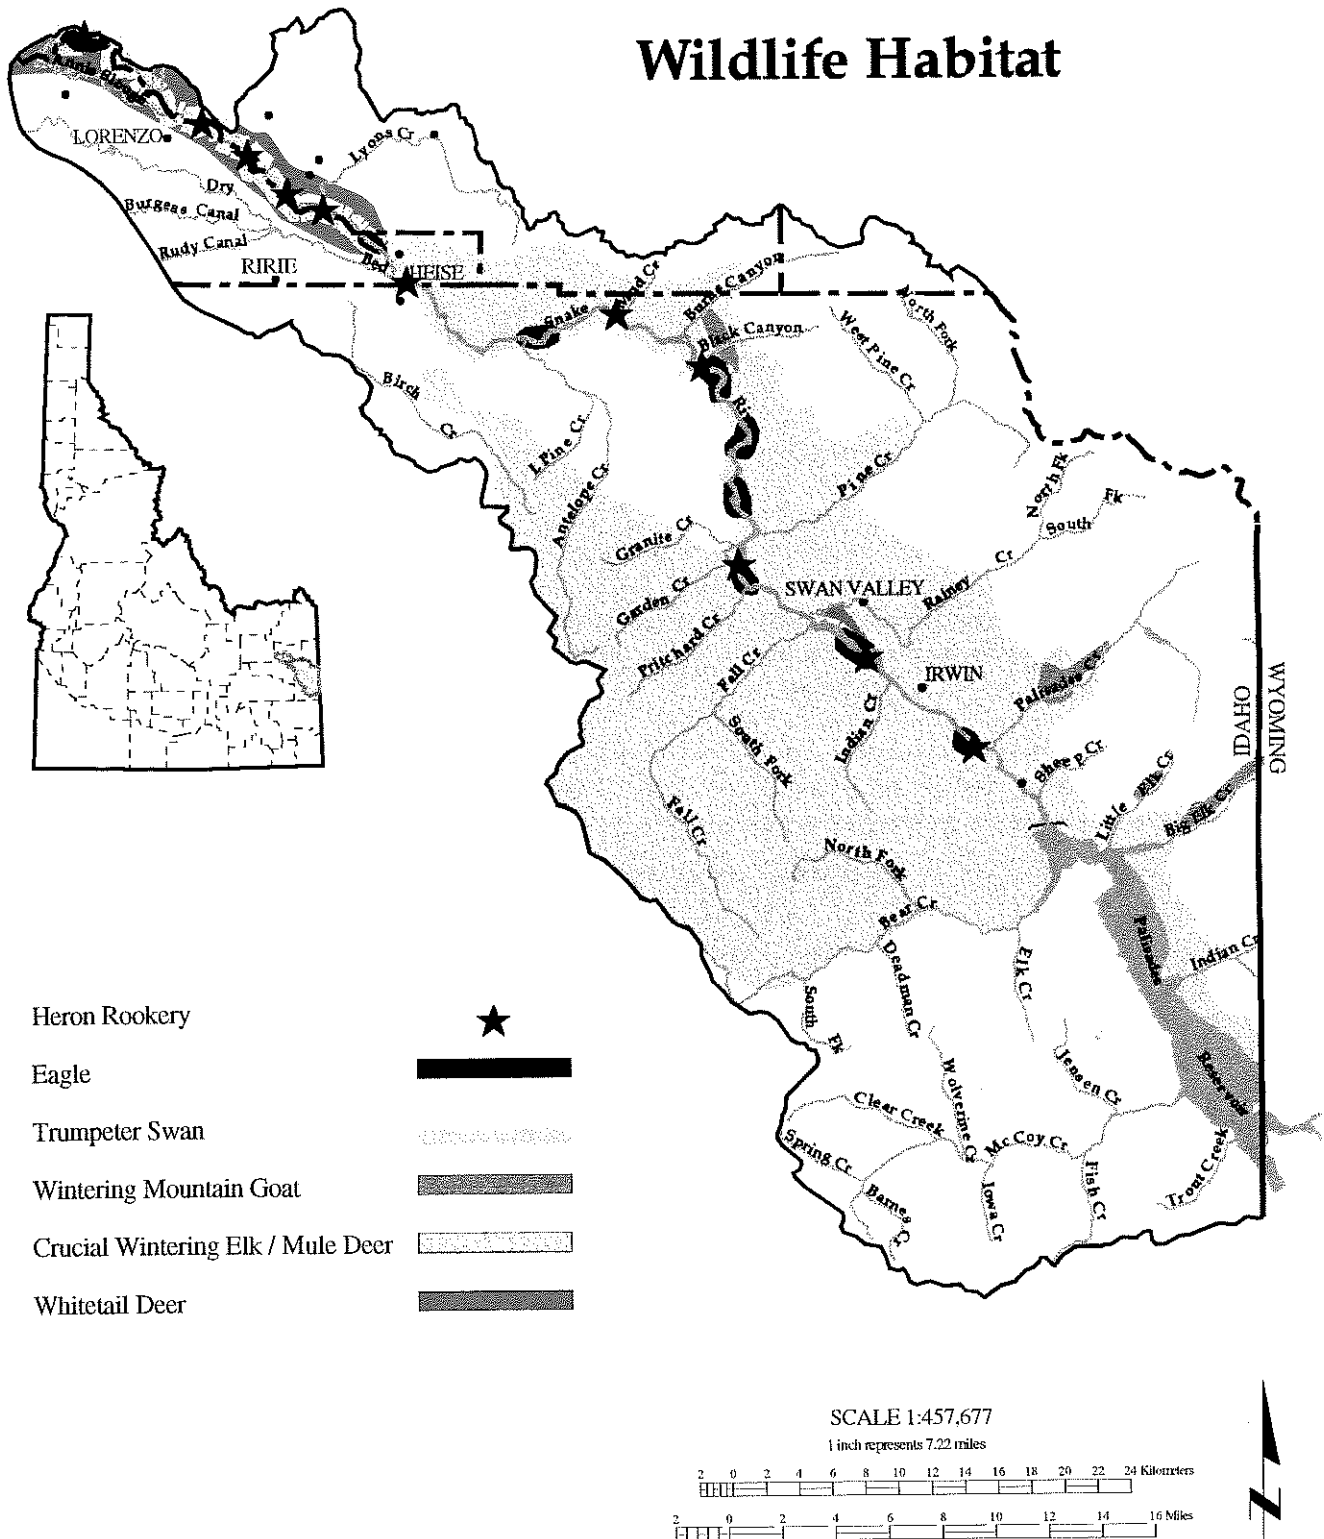 Wildlife Habitat
Annis Slough
LORENZO
Lyons Cr
Dry
Burgess Canal
Rudy Canal
Bed
RIRIE
HEISE
Snake
Burns Canyon
Black Canyon
North Fork
West Pine Cr
Birch
Cr
L Pine Cr
Antelope Cr
Pine Cr
North Fk
South
Fk
Granite Cr
Cr
Garden Cr
SWAN VALLEY
Rainey
Pritchard Cr
Fall Cr
IRWIN
Palisades Cr
WYOMING
IDAHO
South Fork
Indian Cr
Sheep Cr
Fall Cr
Little
Elk Cr
Big Elk Cr
North Fork
Bear Cr
Palisades
Indian Cr
Deadman Cr
Elk Cr
South
Fk
Reservoir
Jensen Cr
Wolverine Cr
Clear Creek
Mc Coy Cr
Spring Cr
Trout Creek
Fish Cr
Iowa Cr
Barnes
Cr
Heron Rookery
Eagle
Trumpeter Swan
Wintering Mountain Goat
Crucial Wintering Elk / Mule Deer
Whitetail Deer
SCALE 1:457,677
1 inch represents 7.22 miles
2 0 2 4 6 8 10 12 14 16 18 20 22 24 Kilometers
2 0 2 4 6 8 10 12 14 16 Miles
N